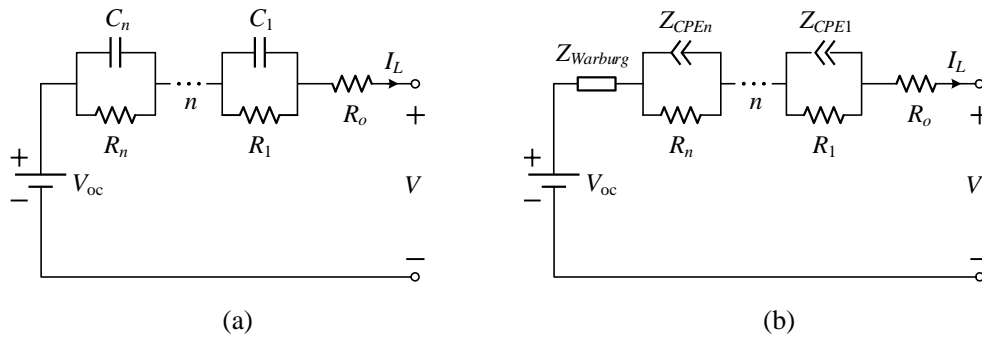 C_n C_1
n
R_n R_1 R_o I_L
+
+
−
V_oc
V
−
(a)
Z_Warburg Z_CPEn Z_CPE1
n
R_n R_1 R_o I_L
+
+
−
V_oc
V
−
(b)